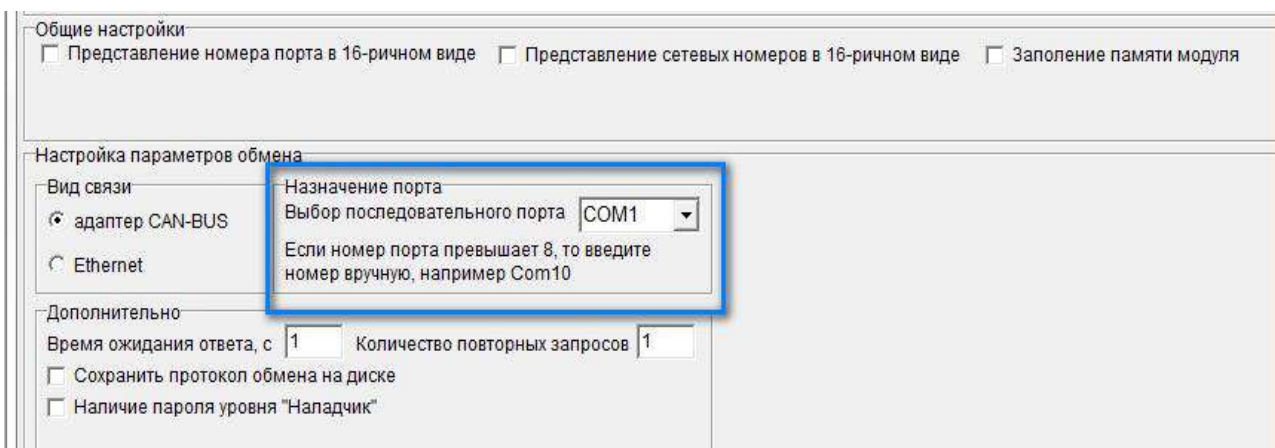 Общие настройки
Представление номера порта в 16-ричном виде Представление сетевых номеров в 16-ричном виде Заполение памяти модуля
Настройка параметров обмена
Вид связи
адаптер CAN-BUS
Ethernet
Назначение порта
Выбор последовательного порта COM1
Если номер порта превышает 8, то введите
номер вручную, например Com10
Дополнительно
Время ожидания ответа, с 1 Количество повторных запросов 1
Сохранить протокол обмена на диске
Наличие пароля уровня "Наладчик"